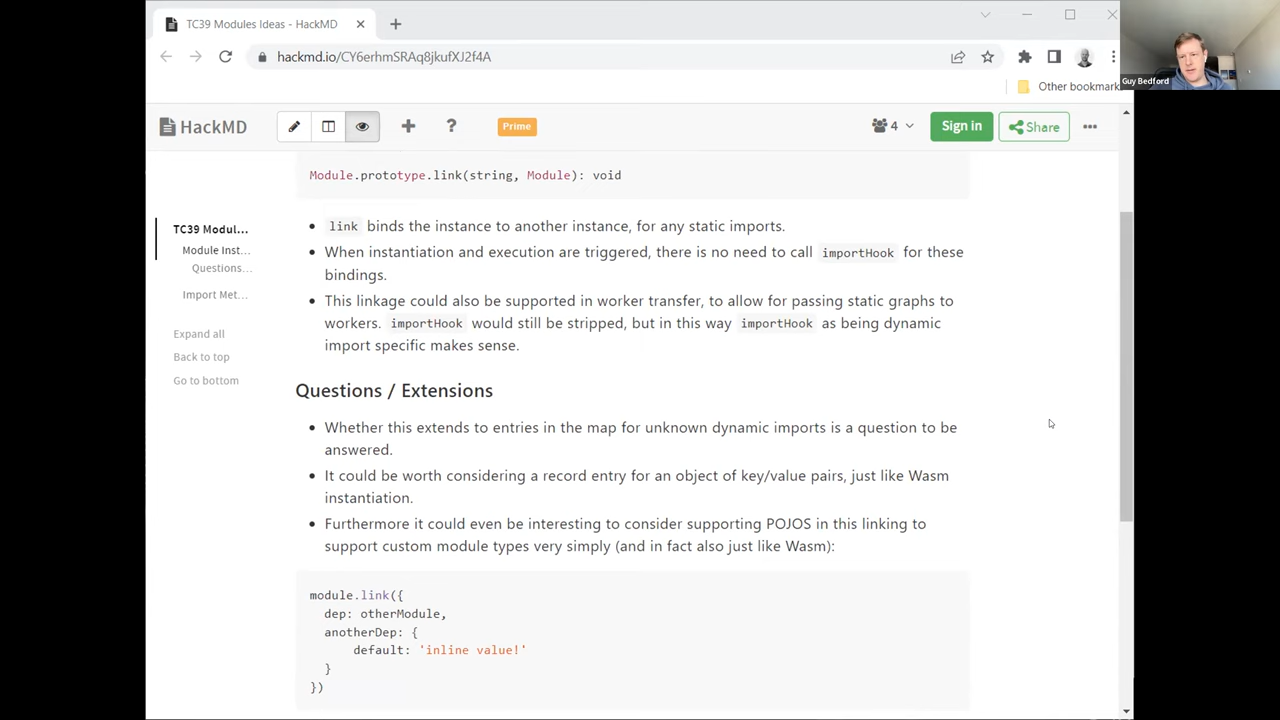 TC39 Modules Ideas - HackMD
hackmd.io/CY6erhmSRAq8jkufXJ2f4A
Guy Bedford
Other bookmark
HackMD
Prime
4
Sign in
Share
Module.prototype.link(string, Module): void
TC39 Modul...
Module Inst...
Questions...
Import Met...
Expand all
Back to top
Go to bottom
link binds the instance to another instance, for any static imports.
When instantiation and execution are triggered, there is no need to call importHook for these
bindings.
This linkage could also be supported in worker transfer, to allow for passing static graphs to
workers. importHook would still be stripped, but in this way importHook as being dynamic
import specific makes sense.
Questions / Extensions
Whether this extends to entries in the map for unknown dynamic imports is a question to be
answered.
It could be worth considering a record entry for an object of key/value pairs, just like Wasm
instantiation.
Furthermore it could even be interesting to consider supporting POJOS in this linking to
support custom module types very simply (and in fact also just like Wasm):
module.link({
dep: otherModule,
anotherDep: {
default: 'inline value!'
}
})